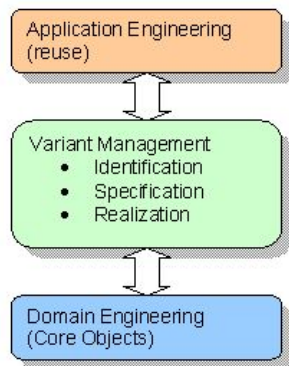 Application Engineering
(reuse)
Variant Management
• Identification
• Specification
• Realization
Domain Engineering
(Core Objects)